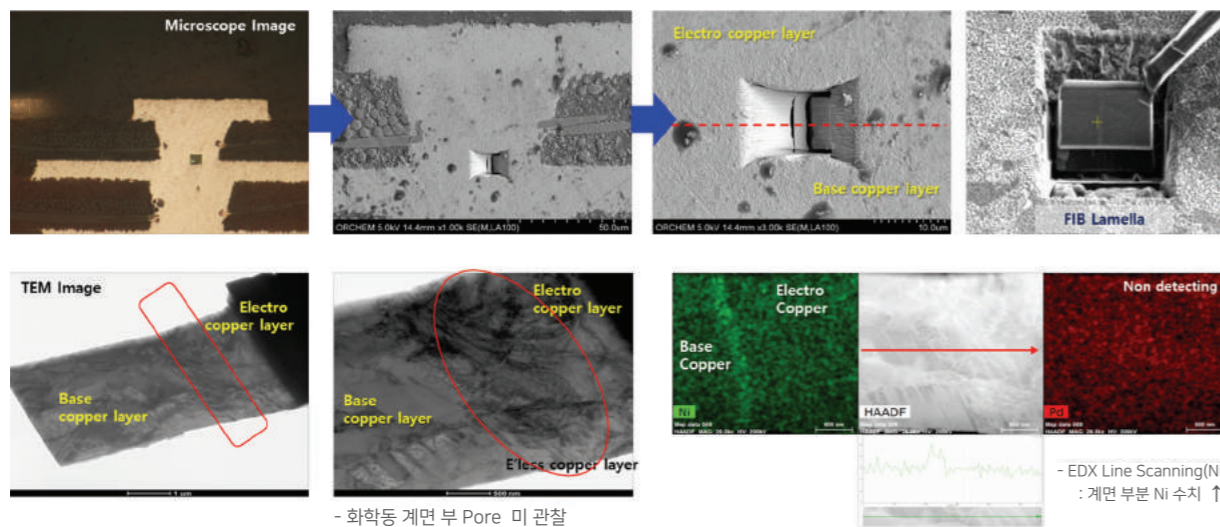 Microscope Image
ORCHEM 5.0kV 14.4mm x1.00k SE(M,LA100)
50.0um
Electro copper layer
Base copper layer
ORCHEM 5.0kV 14.4mm x3.00k SE(M,LA100)
10.0um
FIB Lamella
TEM Image
Electro
copper layer
Base
copper layer
1 µm
Electro
copper layer
Base
copper layer
E'less copper layer
500 nm
- 화학동 계면 부 Pore 미 관찰
Electro
Copper
Base
Copper
Ni
HAADF
Non detecting
Pd
- EDX Line Scanning(N
: 계면 부분 Ni 수치 ↑